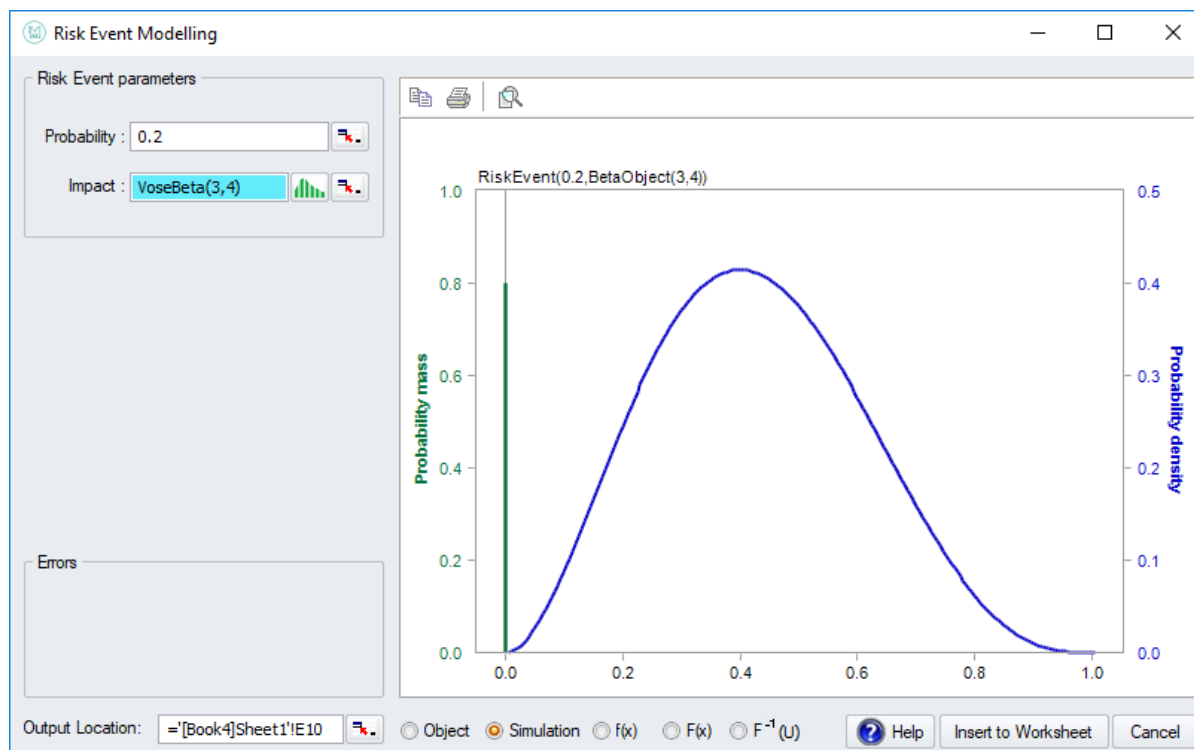 Risk Event Modelling
Risk Event parameters
Probability : 0.2
Impact : VoseBeta(3,4)
Errors
RiskEvent(0.2,BetaObject(3,4))
1.0
0.8
0.6
0.4
0.2
0.0
Probability mass
0.5
0.4
0.3
0.2
0.1
0.0
Probability density
0.0 0.2 0.4 0.6 0.8 1.0
Output Location: ='[Book4]Sheet1'!E10 Object Simulation f(x) F(x) F⁻¹(U) ? Help Insert to Worksheet Cancel